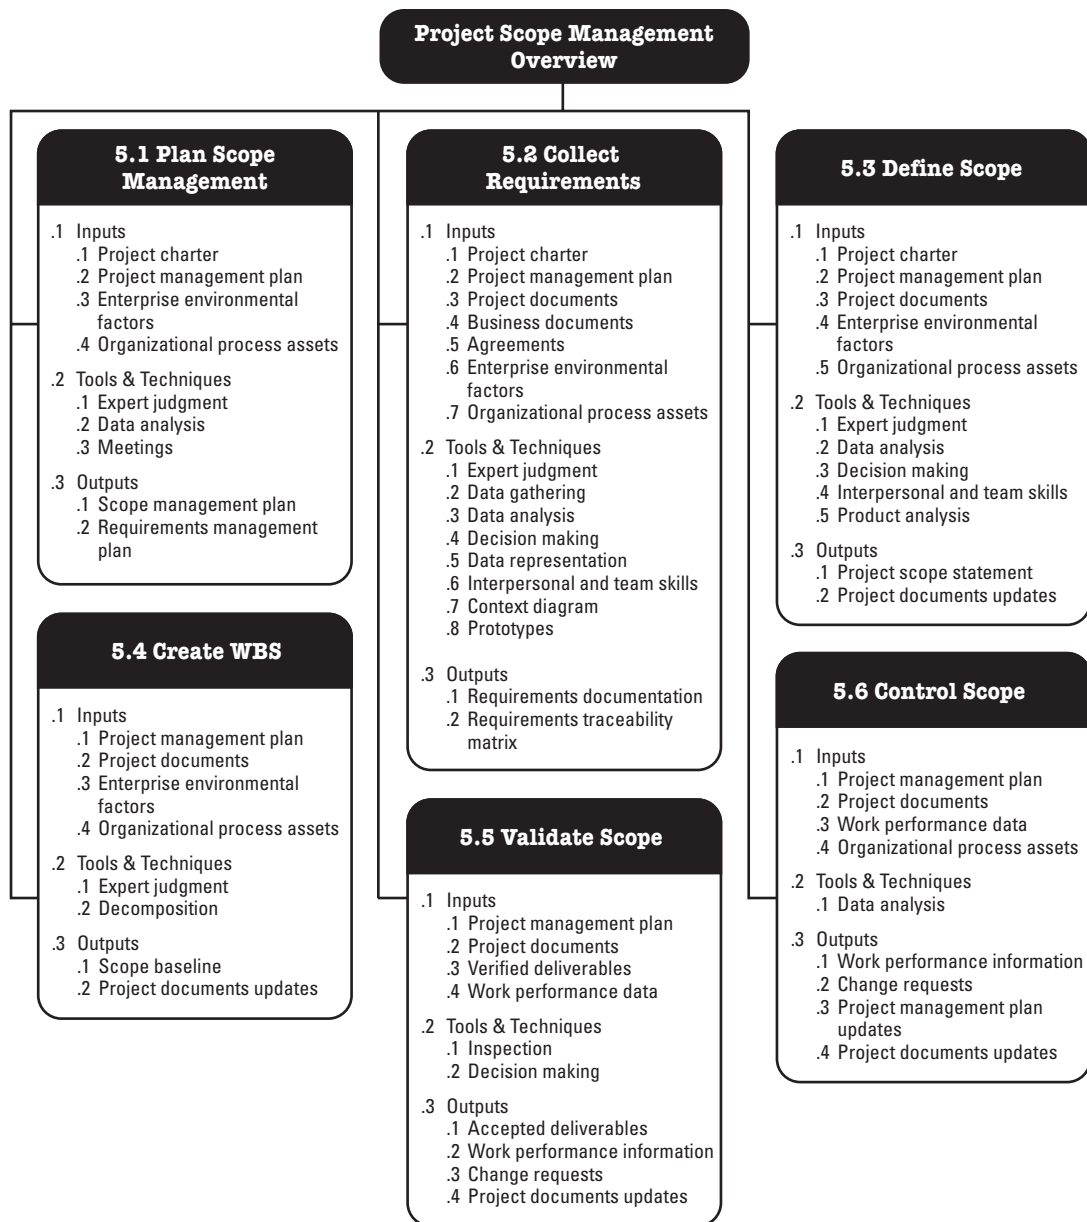 Project Scope Management
Overview
5.1 Plan Scope
Management
.1 Inputs
.1 Project charter
.2 Project management plan
.3 Enterprise environmental
factors
.4 Organizational process assets
.2 Tools & Techniques
.1 Expert judgment
.2 Data analysis
.3 Meetings
.3 Outputs
.1 Scope management plan
.2 Requirements management
plan
5.2 Collect
Requirements
.1 Inputs
.1 Project charter
.2 Project management plan
.3 Project documents
.4 Business documents
.5 Agreements
.6 Enterprise environmental
factors
.7 Organizational process assets
.2 Tools & Techniques
.1 Expert judgment
.2 Data gathering
.3 Data analysis
.4 Decision making
.5 Data representation
.6 Interpersonal and team skills
.7 Context diagram
.8 Prototypes
.3 Outputs
.1 Requirements documentation
.2 Requirements traceability
matrix
5.3 Define Scope
.1 Inputs
.1 Project charter
.2 Project management plan
.3 Project documents
.4 Enterprise environmental
factors
.5 Organizational process assets
.2 Tools & Techniques
.1 Expert judgment
.2 Data analysis
.3 Decision making
.4 Interpersonal and team skills
.5 Product analysis
.3 Outputs
.1 Project scope statement
.2 Project documents updates
5.4 Create WBS
.1 Inputs
.1 Project management plan
.2 Project documents
.3 Enterprise environmental
factors
.4 Organizational process assets
.2 Tools & Techniques
.1 Expert judgment
.2 Decomposition
.3 Outputs
.1 Scope baseline
.2 Project documents updates
5.5 Validate Scope
.1 Inputs
.1 Project management plan
.2 Project documents
.3 Verified deliverables
.4 Work performance data
.2 Tools & Techniques
.1 Inspection
.2 Decision making
.3 Outputs
.1 Accepted deliverables
.2 Work performance information
.3 Change requests
.4 Project documents updates
5.6 Control Scope
.1 Inputs
.1 Project management plan
.2 Project documents
.3 Work performance data
.4 Organizational process assets
.2 Tools & Techniques
.1 Data analysis
.3 Outputs
.1 Work performance information
.2 Change requests
.3 Project management plan
updates
.4 Project documents updates